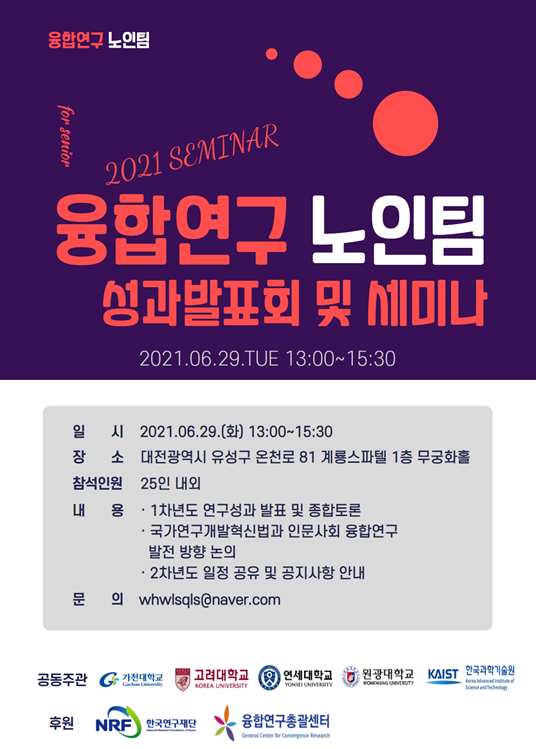 융합연구 노인팀
for senior
2021 SEMINAR
융합연구 노인팀
성과발표회 및 세미나
2021.06.29.TUE 13:00~15:30
일 시 2021.06.29.(화) 13:00~15:30
장 소 대전광역시 유성구 온천로 81 계룡스파텔 1층 무궁화홀
참석인원 25인 내외
내 용 · 1차년도 연구성과 발표 및 종합토론
· 국가연구개발혁신법과 인문사회 융합연구
발전 방향 논의
· 2차년도 일정 공유 및 공지사항 안내
문 의 whwlsqls@naver.com
공동주관 가천대학교 Gachon University 고려대학교 KOREA UNIVERSITY 연세대학교 YONSEI UNIVERSITY 원광대학교 WONKWANG UNIVERSITY KAIST 한국과학기술원 Korea Advanced Institute of Science and Technology
후원 NRF 한국연구재단 National Research Foundation of Korea 융합연구총괄센터 General Center for Convergence Research